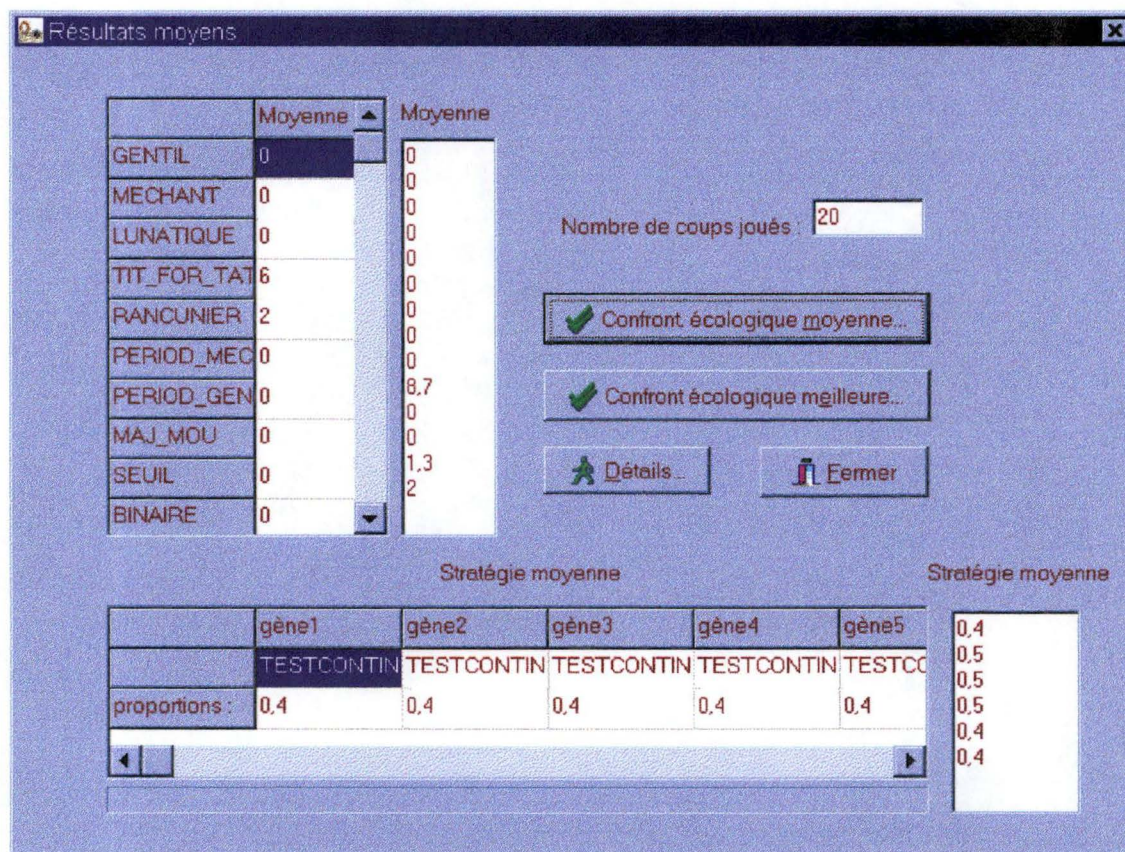 Résultats moyens
Moyenne
GENTIL 0
MECHANT 0
LUNATIQUE 0
TIT_FOR_TAT 6
RANCUNIER 2
PERIOD_MEC 0
PERIOD_GEN 0
MAJ_MOU 0
SEUIL 0
BINAIRE 0
Moyenne
0
0
0
0
0
0
0
0
0
8,7
0
0
1,3
2
Nombre de coups joués : 20
Confront. écologique moyenne...
Confront écologique meilleure...
Détails...
Fermer
Stratégie moyenne
gène1 gène2 gène3 gène4 gène5
TESTCONTIN TESTCONTIN TESTCONTIN TESTCONTIN TESTCO
proportions : 0,4 0,4 0,4 0,4 0,4
Stratégie moyenne
0,4
0,5
0,5
0,5
0,4
0,4